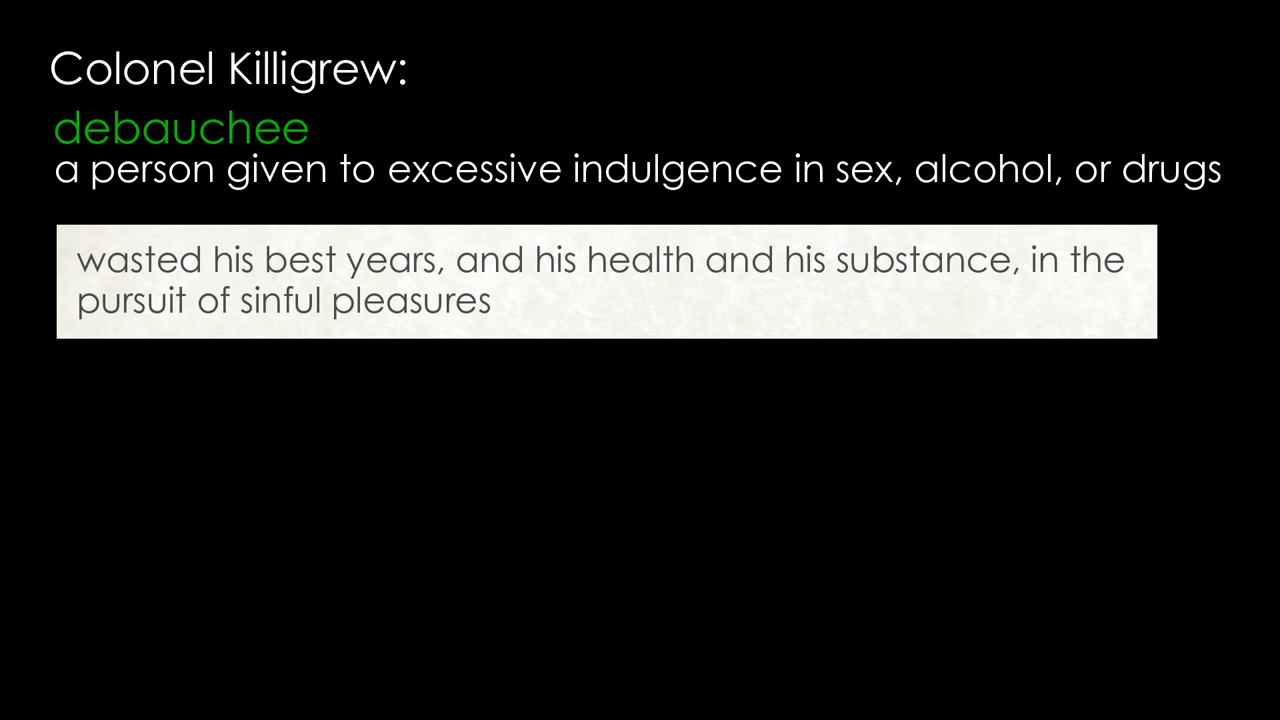 Colonel Killigrew:
debauchee
a person given to excessive indulgence in sex, alcohol, or drugs
wasted his best years, and his health and his substance, in the
pursuit of sinful pleasures